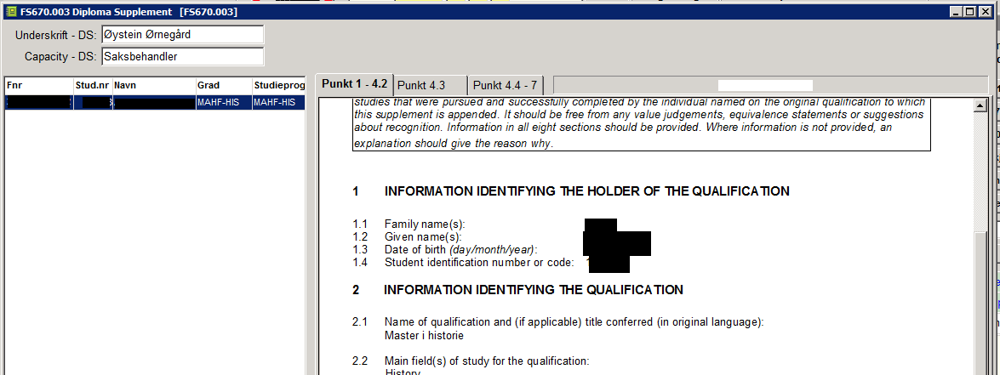 FS670.003 Diploma Supplement [FS670.003]
Underskrift - DS: Øystein Ørnegård
Capacity - DS: Saksbehandler
Fnr Stud.nr Navn Grad Studieprog
MAHF-HIS MAHF-HIS
Punkt 1 - 4.2 Punkt 4.3 Punkt 4.4 - 7
studies that were pursued and successfully completed by the individual named on the original qualification to which
this supplement is appended. It should be free from any value judgements, equivalence statements or suggestions
about recognition. Information in all eight sections should be provided. Where information is not provided, an
explanation should give the reason why.
1 INFORMATION IDENTIFYING THE HOLDER OF THE QUALIFICATION
1.1 Family name(s):
1.2 Given name(s):
1.3 Date of birth (day/month/year):
1.4 Student identification number or code:
2 INFORMATION IDENTIFYING THE QUALIFICATION
2.1 Name of qualification and (if applicable) title conferred (in original language):
Master i historie
2.2 Main field(s) of study for the qualification:
History